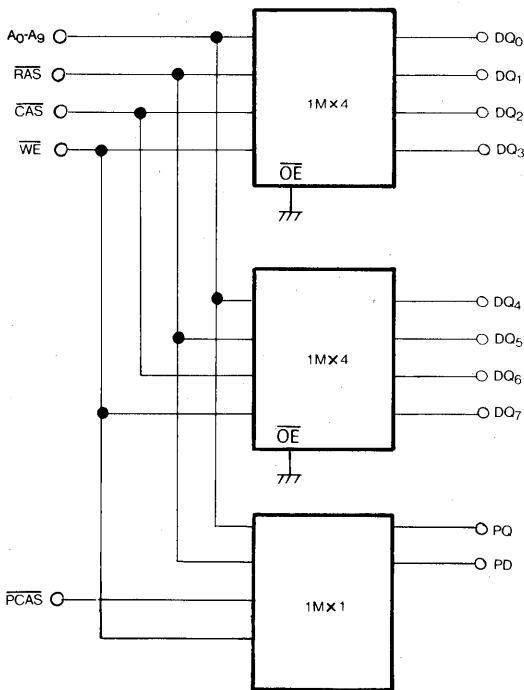 A0-A9
RAS
CAS
WE
1M×4
OE
DQ0
DQ1
DQ2
DQ3
1M×4
OE
DQ4
DQ5
DQ6
DQ7
PCAS
1M×1
PQ
PD